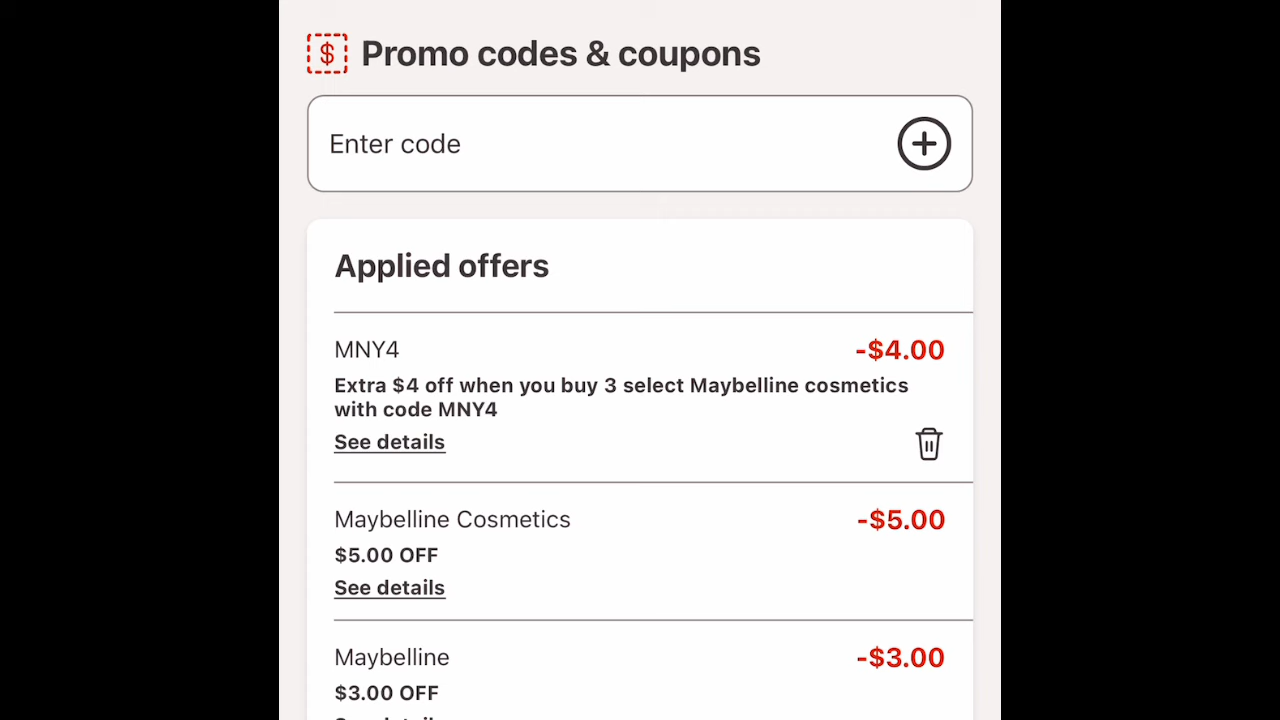 $ Promo codes & coupons
Enter code
Applied offers
MNY4 -$4.00
Extra $4 off when you buy 3 select Maybelline cosmetics
with code MNY4
See details
Maybelline Cosmetics -$5.00
$5.00 OFF
See details
Maybelline -$3.00
$3.00 OFF